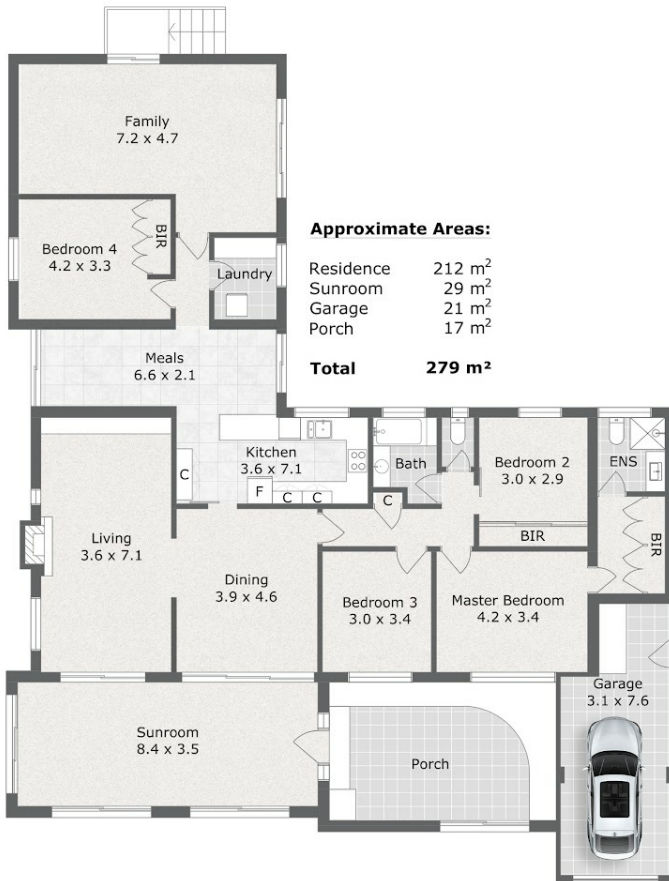 Family
7.2 x 4.7
Bedroom 4
4.2 x 3.3
BIR
Laundry
Approximate Areas:
Residence 212 m²
Sunroom 29 m²
Garage 21 m²
Porch 17 m²
Total 279 m²
Meals
6.6 x 2.1
Kitchen
3.6 x 7.1
C
F
C
C
Bath
C
Bedroom 2
3.0 x 2.9
BIR
ENS
BIR
Living
3.6 x 7.1
Dining
3.9 x 4.6
Bedroom 3
3.0 x 3.4
Master Bedroom
4.2 x 3.4
Garage
3.1 x 7.6
Sunroom
8.4 x 3.5
Porch